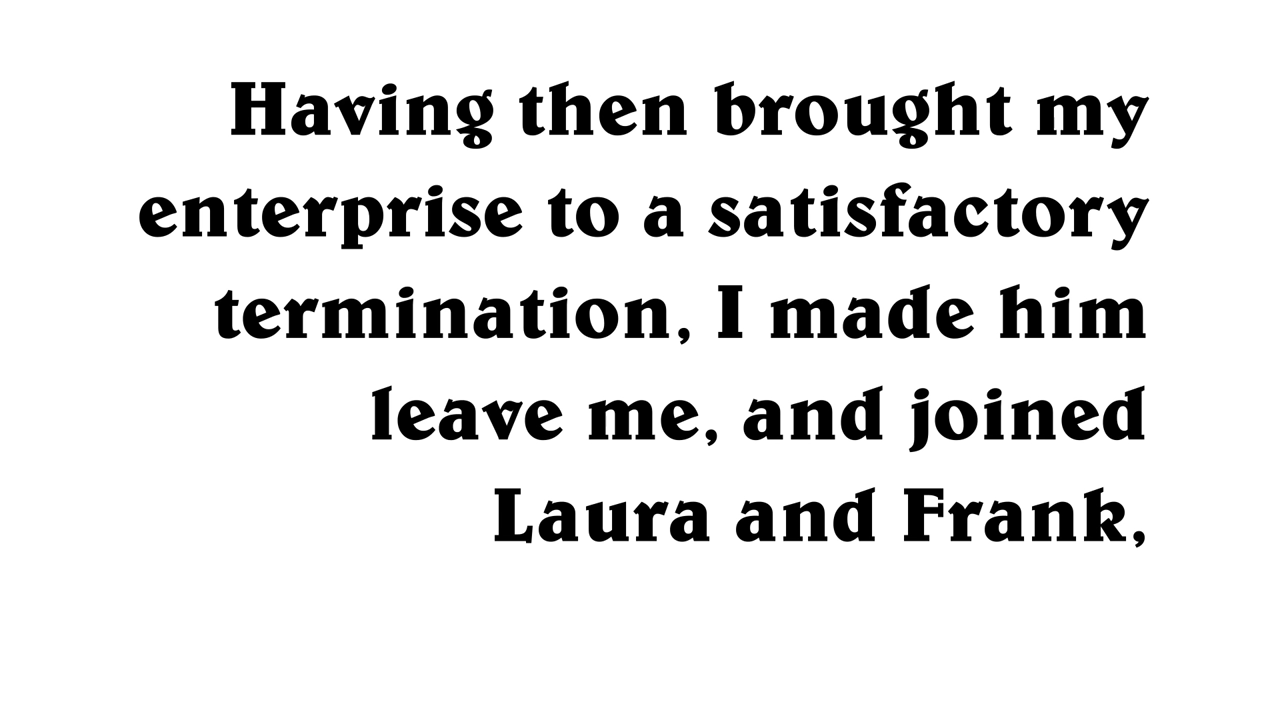 Having then brought my
enterprise to a satisfactory
termination, I made him
leave me, and joined
Laura and Frank,